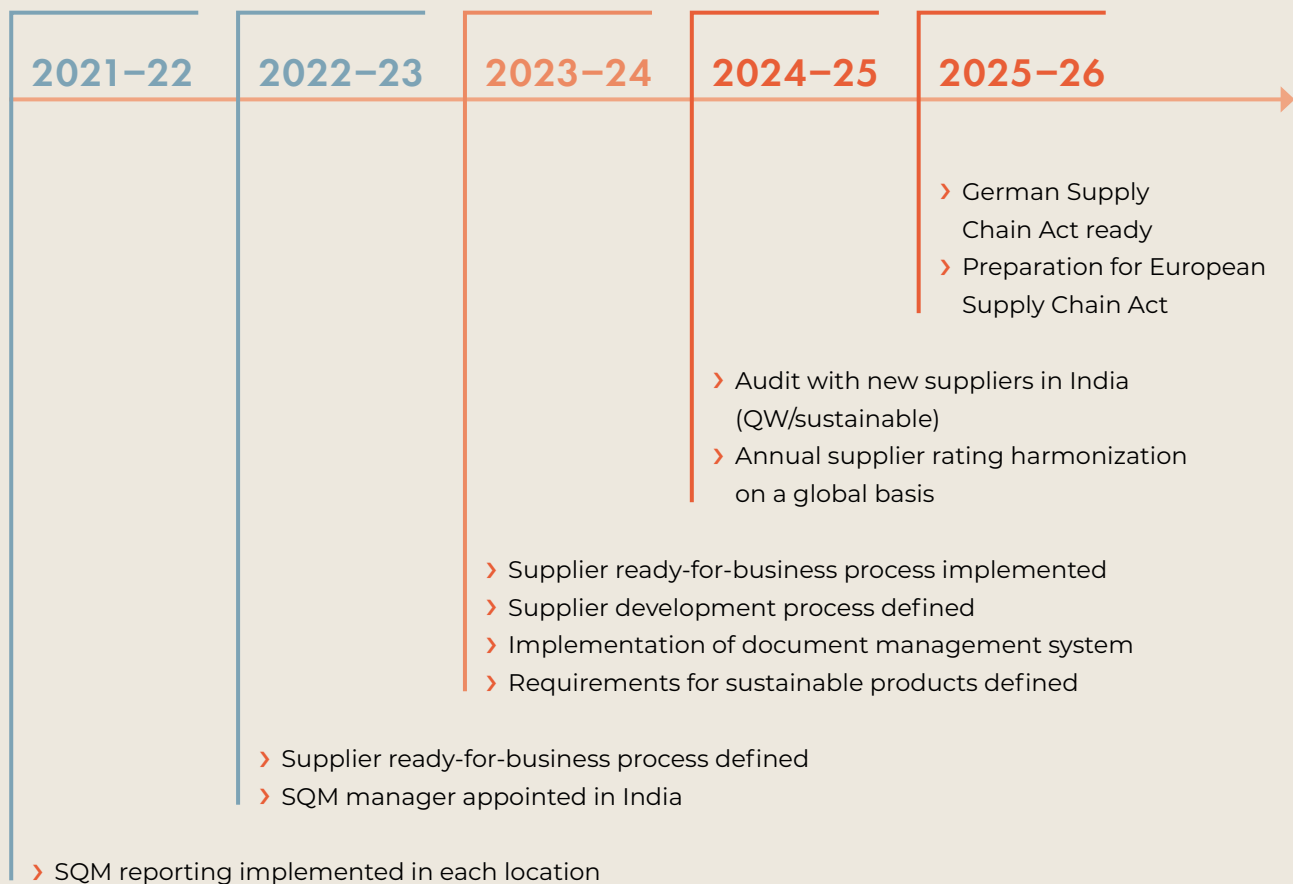 2021–22
2022–23
2023–24
2024–25
2025–26
› German Supply
Chain Act ready
› Preparation for European
Supply Chain Act
› Audit with new suppliers in India
(QW/sustainable)
› Annual supplier rating harmonization
on a global basis
› Supplier ready-for-business process implemented
› Supplier development process defined
› Implementation of document management system
› Requirements for sustainable products defined
› Supplier ready-for-business process defined
› SQM manager appointed in India
› SQM reporting implemented in each location